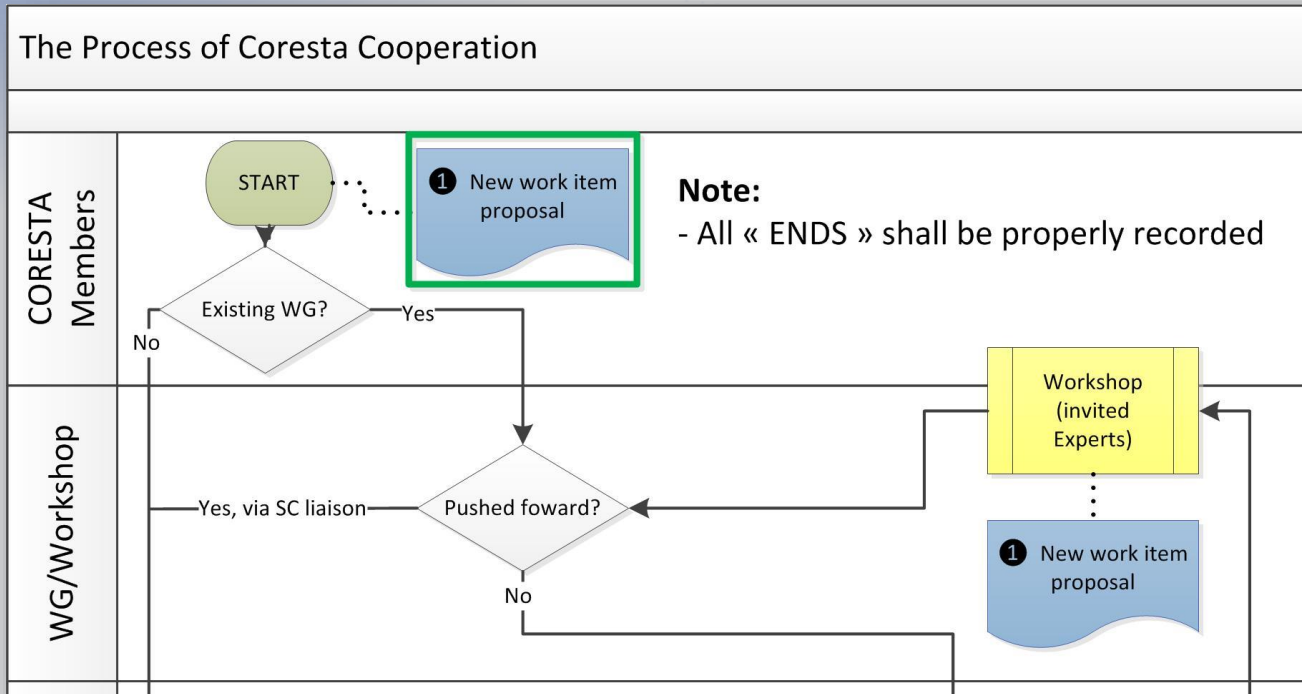 The Process of Coresta Cooperation
CORESTA
Members
START
❶ New work item
proposal
Note:
- All « ENDS » shall be properly recorded
Existing WG?
Yes
No
WG/Workshop
Workshop
(invited
Experts)
Yes, via SC liaison
Pushed foward?
No
❶ New work item
proposal